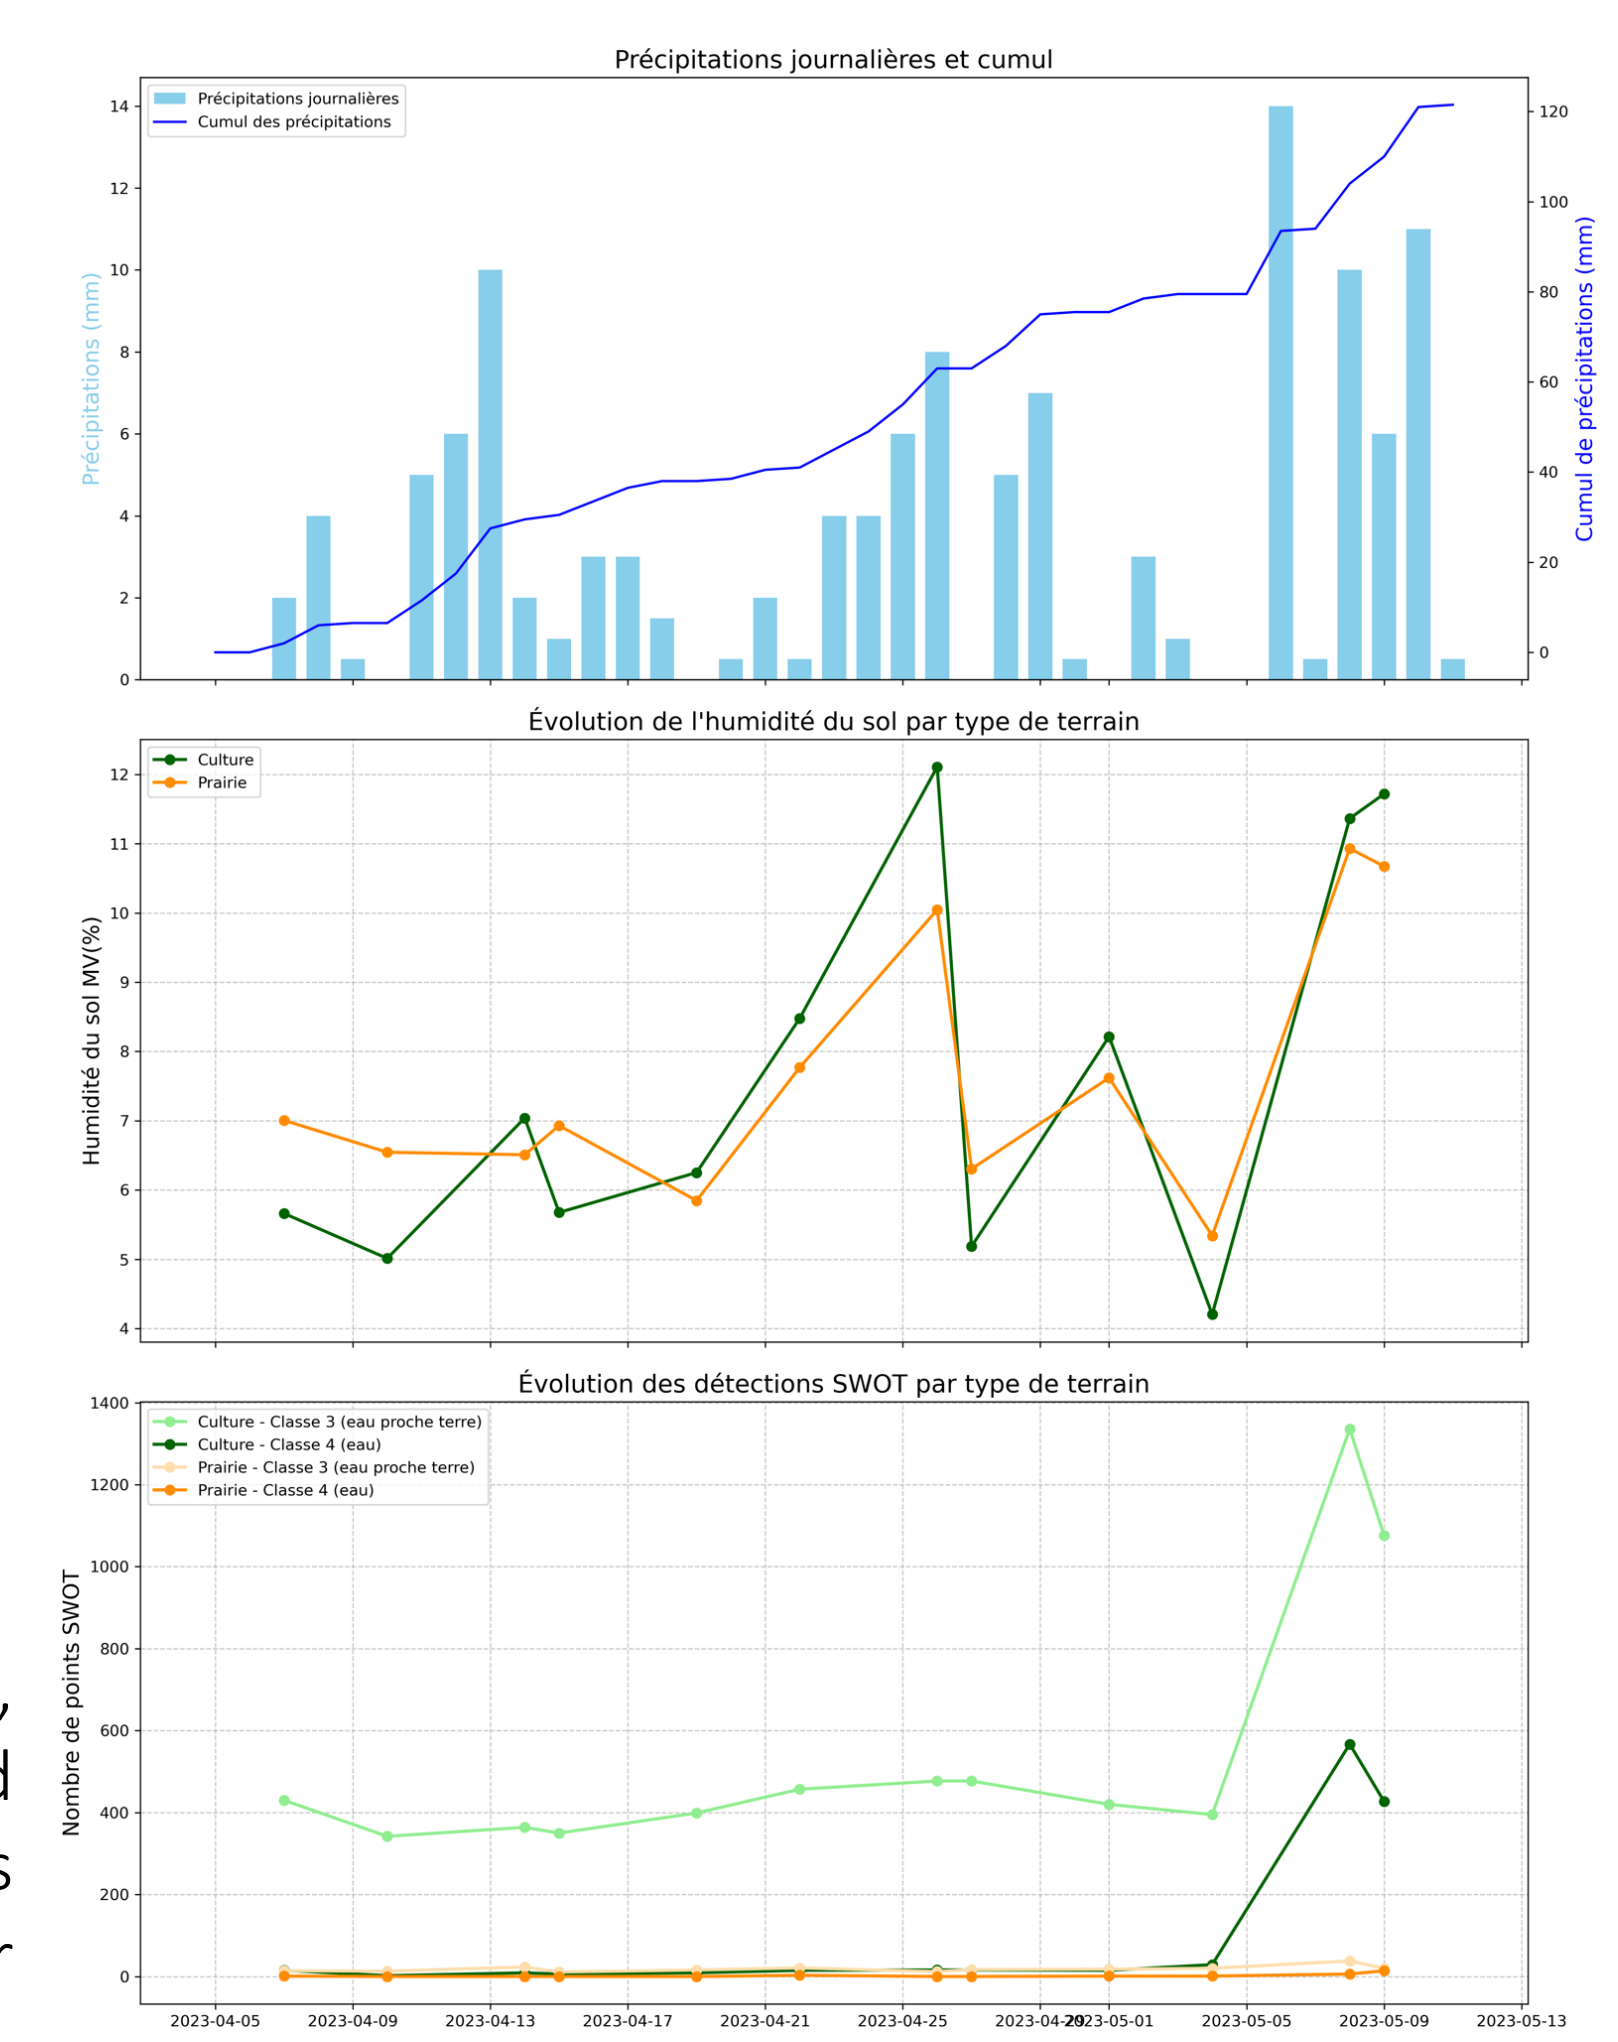 Précipitations journalières et cumul
Précipitations journalières
Cumul des précipitations
14
12
10
8
6
4
2
0
Précipitations (mm)
120
100
80
60
40
20
0
Cumul de précipitations (mm)
Évolution de l'humidité du sol par type de terrain
Culture
Prairie
12
11
10
9
8
7
6
5
4
Humidité du sol MV(%)
Évolution des détections SWOT par type de terrain
Culture - Classe 3 (eau proche terre)
Culture - Classe 4 (eau)
Prairie - Classe 3 (eau proche terre)
Prairie - Classe 4 (eau)
1400
1200
1000
800
600
400
200
0
Nombre de points SWOT
2023-04-05 2023-04-09 2023-04-13 2023-04-17 2023-04-21 2023-04-25 2023-04-29 2023-05-01 2023-05-05 2023-05-09 2023-05-13